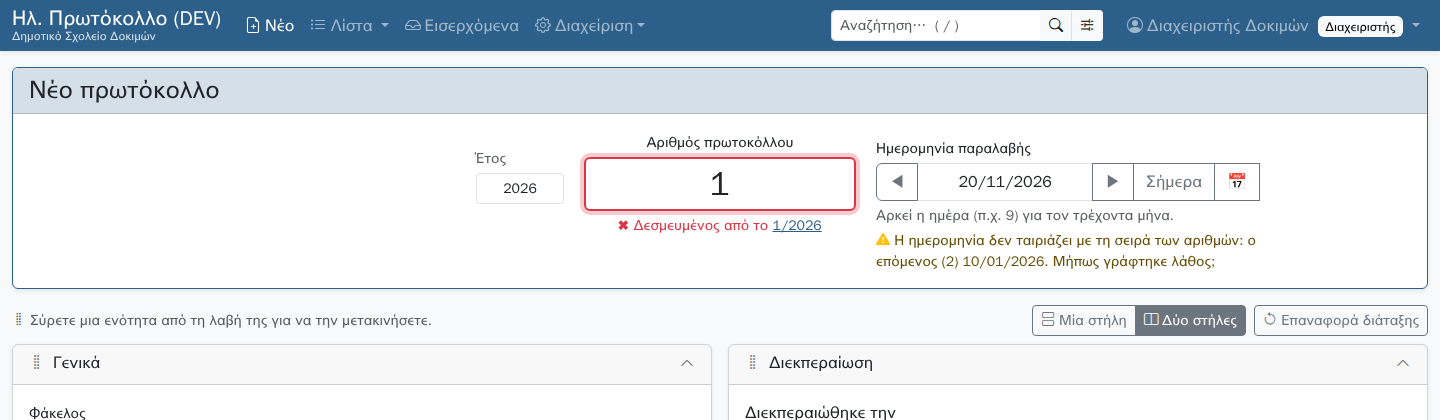 Ηλ. Πρωτόκολλο (DEV)
Δημοτικό Σχολείο Δοκιμών
Νέο
Λίστα
Εισερχόμενα
Διαχείριση
Αναζήτηση… ( / )
Διαχειριστής Δοκιμών
Διαχειριστής
Νέο πρωτόκολλο
Έτος
2026
Αριθμός πρωτοκόλλου
1
✖ Δεσμευμένος από το 1/2026
Ημερομηνία παραλαβής
◀ 20/11/2026 ▶ Σήμερα
Αρκεί η ημέρα (π.χ. 9) για τον τρέχοντα μήνα.
Η ημερομηνία δεν ταιριάζει με τη σειρά των αριθμών: ο
επόμενος (2) 10/01/2026. Μήπως γράφτηκε λάθος;
Σύρετε μια ενότητα από τη λαβή της για να την μετακινήσετε.
Μία στήλη
Δύο στήλες
Επαναφορά διάταξης
Γενικά
Φάκελος
Διεκπεραίωση
Διεκπεραιώθηκε την